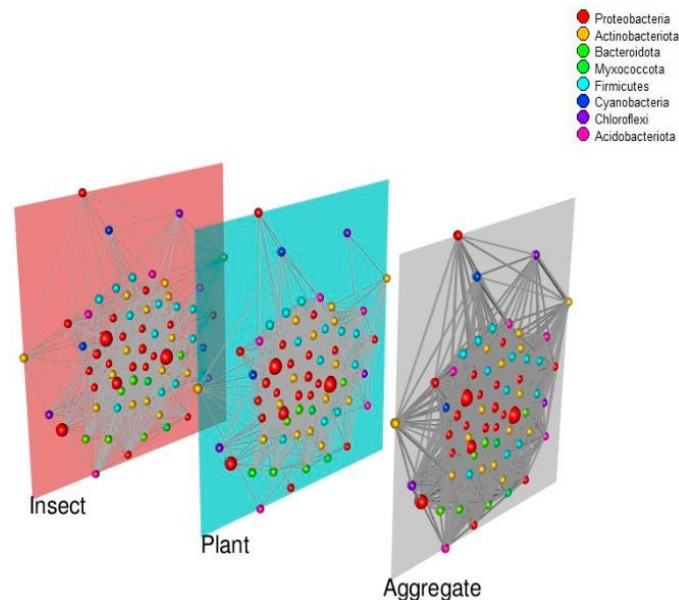 Proteobacteria
Actinobacteriota
Bacteroidota
Myxococcota
Firmicutes
Cyanobacteria
Chloroflexi
Acidobacteriota
Insect
Plant
Aggregate